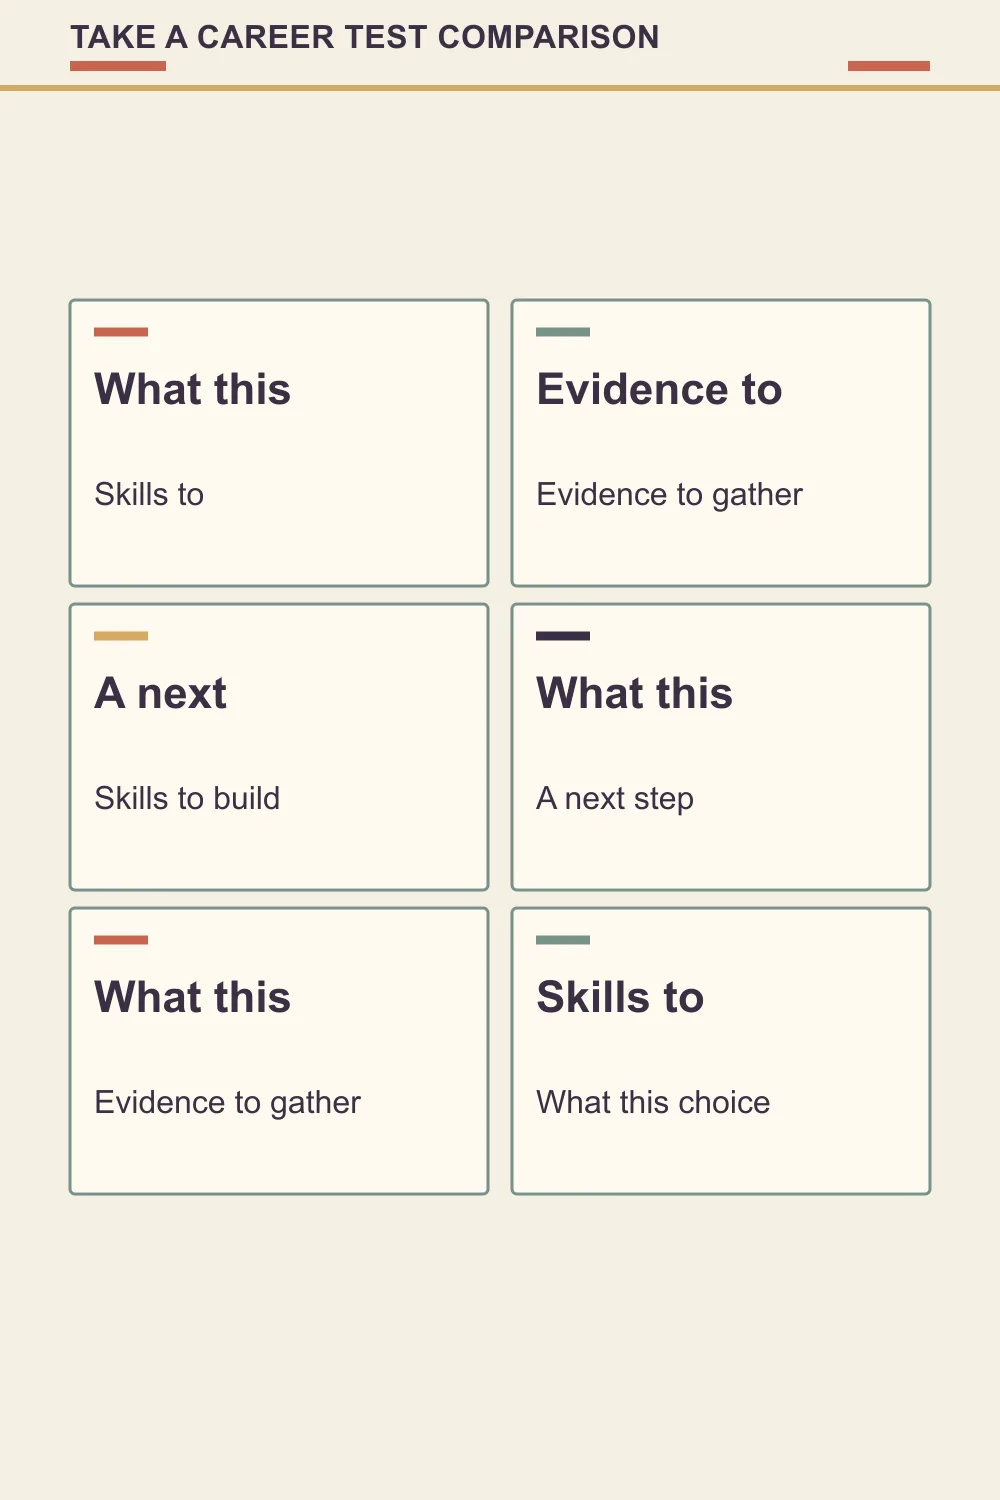 TAKE A CAREER TEST COMPARISON
What this
Skills to
Evidence to
Evidence to gather
A next
Skills to build
What this
A next step
What this
Evidence to gather
Skills to
What this choice